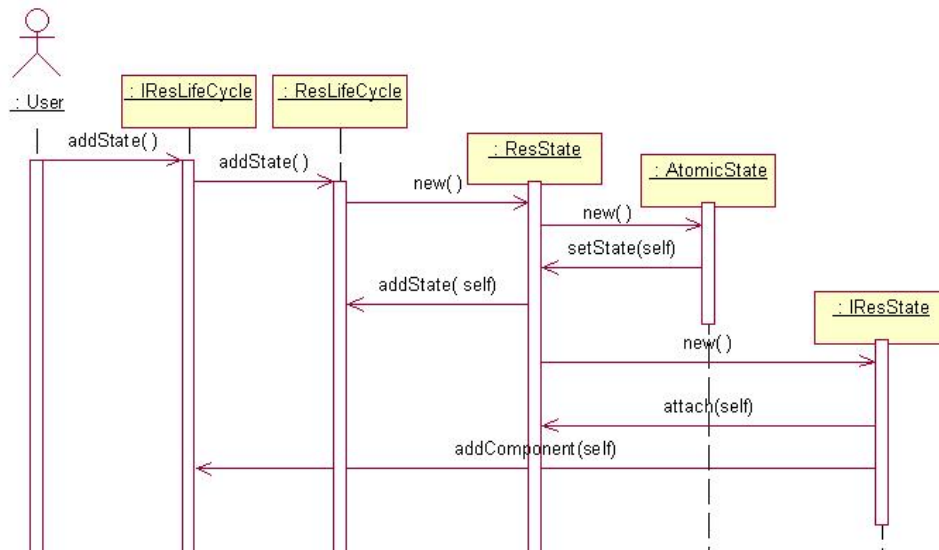 : User
: IResLifeCycle
: ResLifeCycle
addState( )
addState( )
: ResState
: AtomicState
new( )
new( )
setState(self)
addState( self)
: IResState
new( )
attach(self)
addComponent(self)